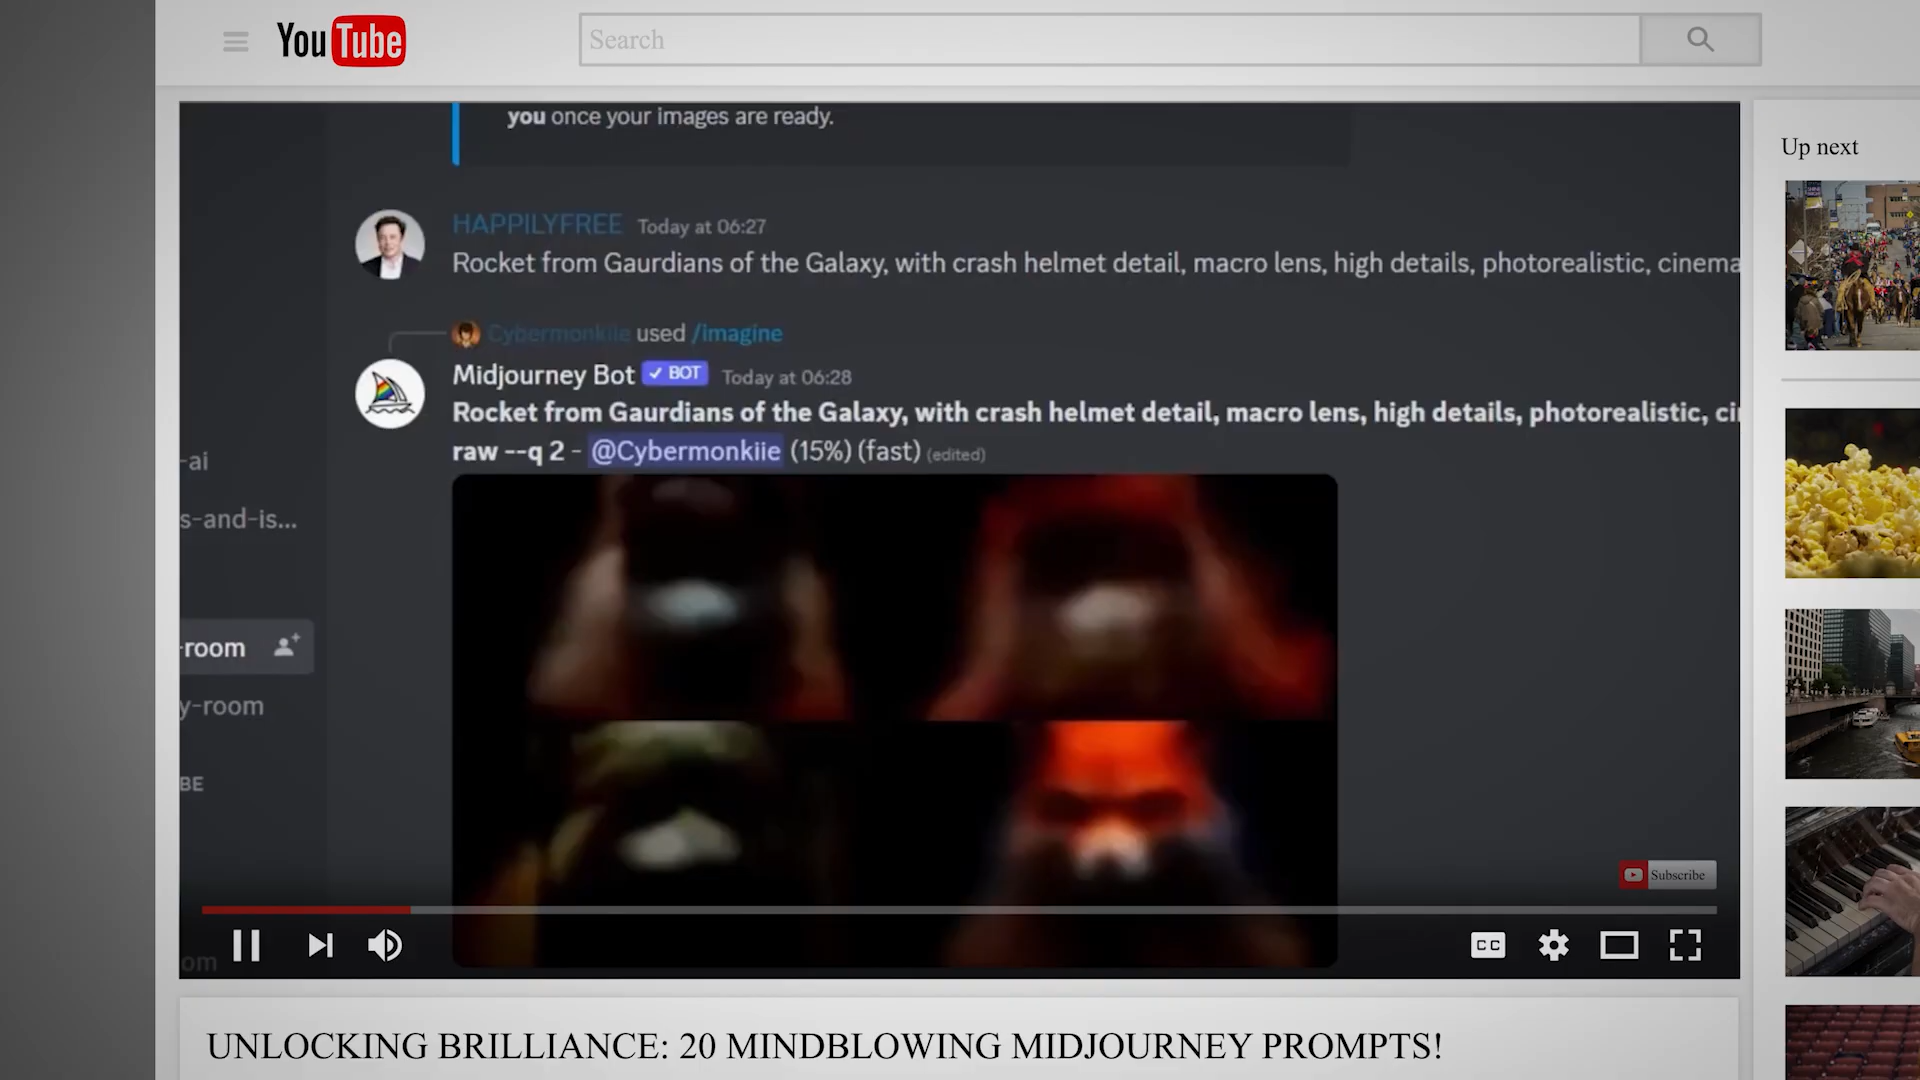 YouTube
Search
Up next
you once your images are ready.
HAPPILYFREE Today at 06:27
Rocket from Gaurdians of the Galaxy, with crash helmet detail, macro lens, high details, photorealistic, cinema
Cybermonkiie used /imagine
Midjourney Bot BOT Today at 06:28
Rocket from Gaurdians of the Galaxy, with crash helmet detail, macro lens, high details, photorealistic, ci
raw --q 2 - @Cybermonkiie (15%) (fast) (edited)
-ai
s-and-is...
-room
y-room
BE
om
Subscribe
CC
UNLOCKING BRILLIANCE: 20 MINDBLOWING MIDJOURNEY PROMPTS!